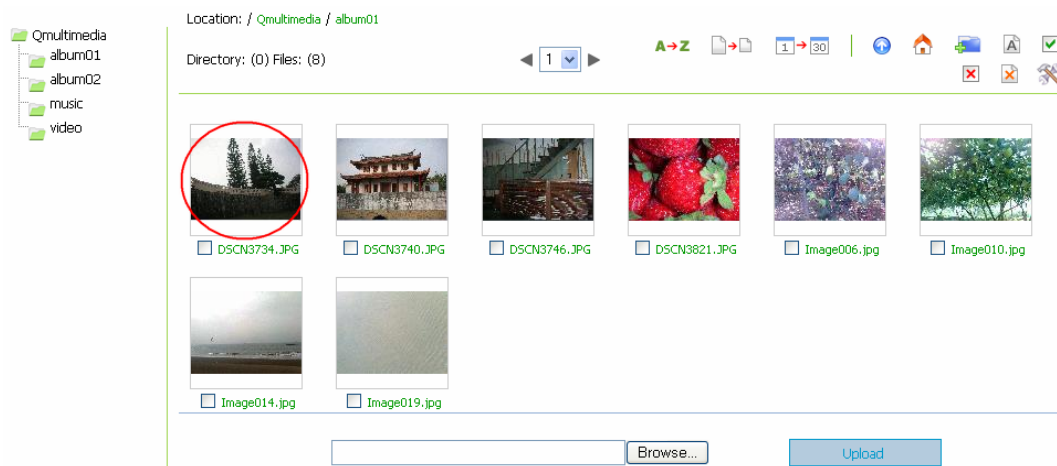 Location: / Qmultimedia / album01
Qmultimedia
album01
album02
music
video
Directory: (0) Files: (8)
1
A→Z
1→30
A
DSCN3734.JPG
DSCN3740.JPG
DSCN3746.JPG
DSCN3821.JPG
Image006.jpg
Image010.jpg
Image014.jpg
Image019.jpg
Browse...
Upload